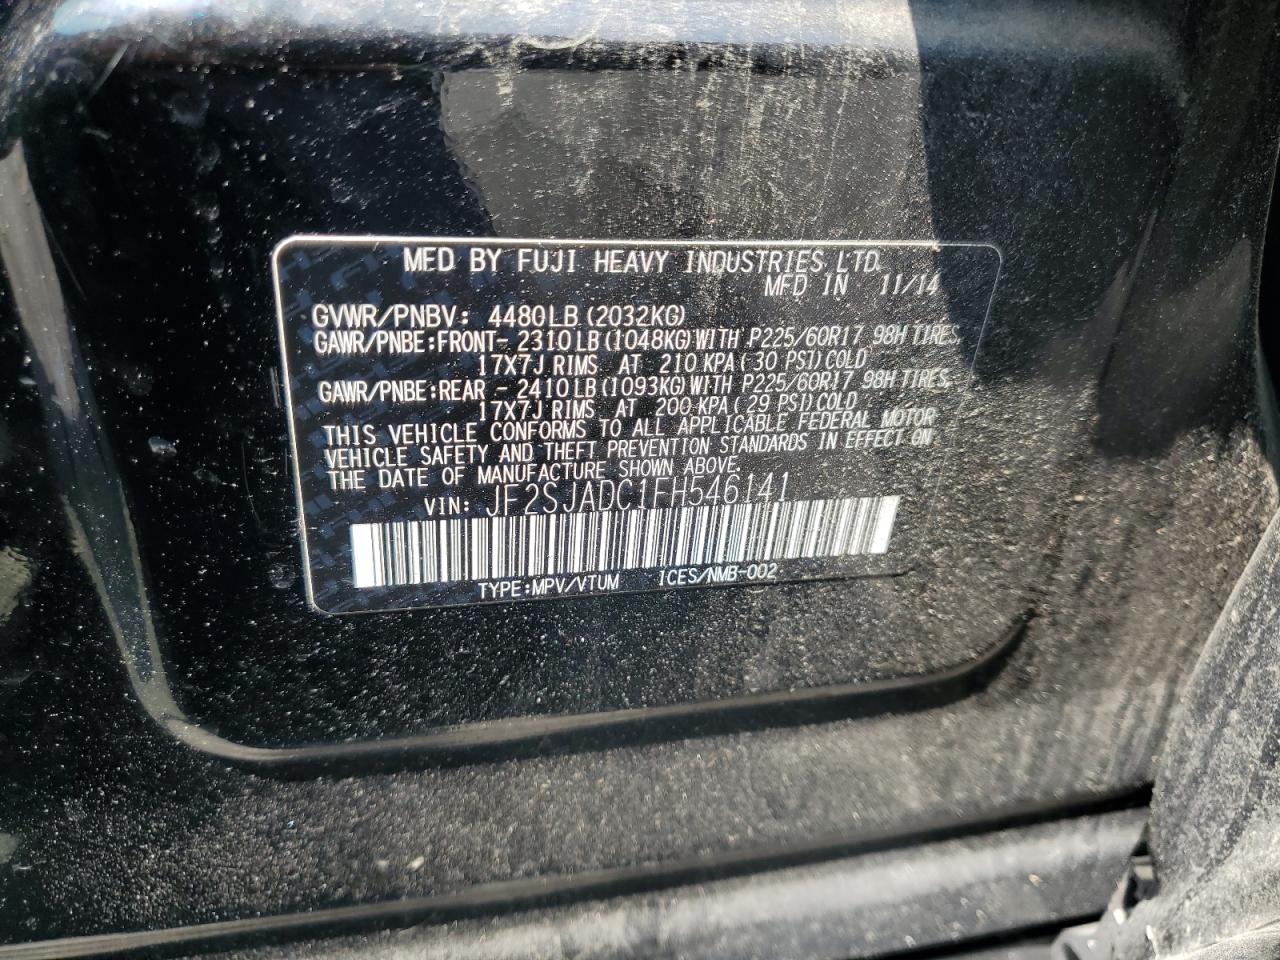 MFD BY FUJI HEAVY INDUSTRIES LTD.
MFD IN 11/14
GVWR/PNBV: 4480LB(2032KG)
GAWR/PNBE:FRONT- 2310LB(1048KG)WITH P225/60R17 98H TIRES,
17X7J RIMS AT 210 KPA(30 PSI)COLD
GAWR/PNBE:REAR - 2410LB(1093KG)WITH P225/60R17 98H TIRES,
17X7J RIMS AT 200 KPA(29 PSI)COLD
THIS VEHICLE CONFORMS TO ALL APPLICABLE FEDERAL MOTOR
VEHICLE SAFETY AND THEFT PREVENTION STANDARDS IN EFFECT ON
THE DATE OF MANUFACTURE SHOWN ABOVE.
VIN: JF2SJADC1FH546141
TYPE:MPV/VTUM ICES/NMB-002